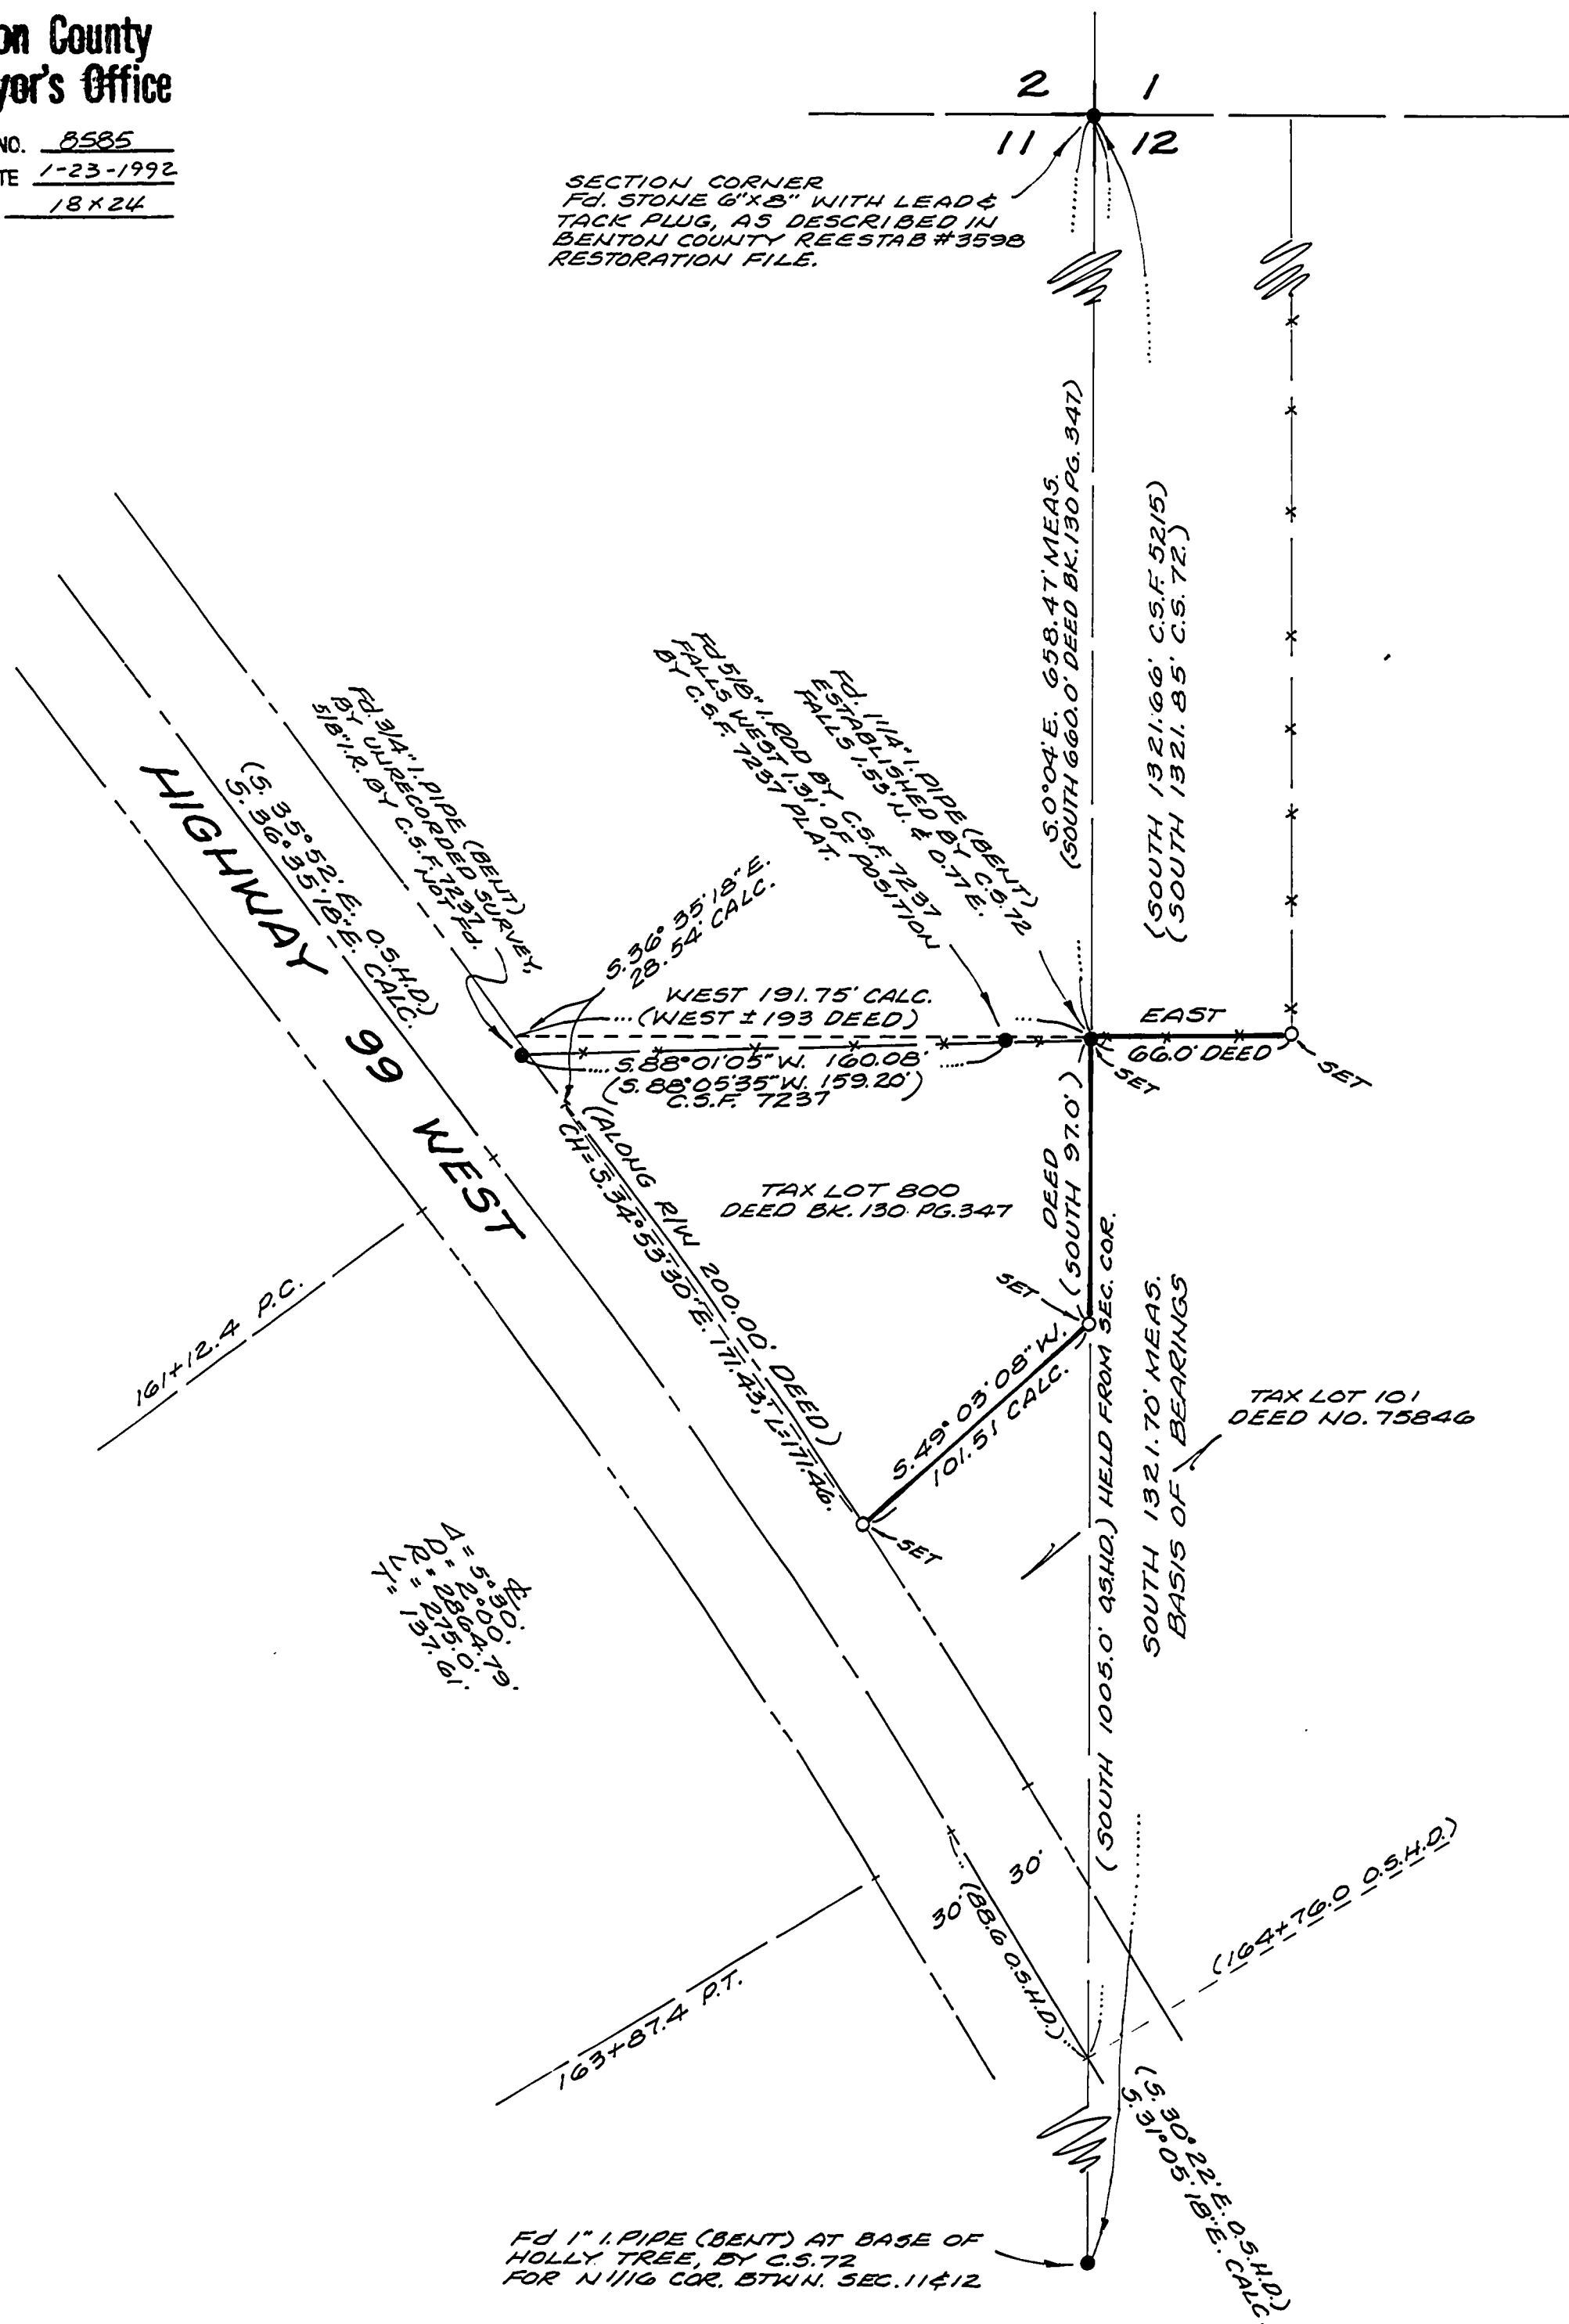 on County
yor's Office
NO. 8585
TE 1-23-1992
18 x 24
2 1
11 12
SECTION CORNER
Fd. STONE 6"X8" WITH LEAD &
TACK PLUG, AS DESCRIBED IN
BENTON COUNTY REESTAB #3598
RESTORATION FILE.
S.0°04'E. 658.47' MEAS.
(SOUTH 660.0' DEED BK.130 PG. 347)
(SOUTH 1321.66' C.S.F. 5215)
(SOUTH 1321.85' C.S. 72.)
Fd. 3/4" I. PIPE (BENT)
BY UNRECORDED SURVEY,
5/8" I.R. BY C.S.F. 7237
NOT Fd.
Fd 5/8" I. ROD BY C.S.F. 7237
FALLS WEST 1.31' OF POSITION
BY C.S.F. 7237 PLAT.
Fd. 1 1/4" I. PIPE (BENT)
ESTABLISHED BY C.S. 72
FALLS 1.53' N. & 0.77 E.
(S. 35° 52' E. O.S.H.D.)
S. 36° 35' 18" E. CALC.
HIGHWAY 99 WEST
S.36° 35' 18" E.
28.54' CALC.
WEST 191.75' CALC.
(WEST ± 193 DEED)
S.88°01'05" W. 160.08'
(S.88°05'35" W. 159.20')
C.S.F. 7237
EAST
66.0' DEED
SET
SET
(ALONG R/W 200.00' DEED)
CH=S.34°53'30"E. 171.43', L=171.46.
TAX LOT 800
DEED BK. 130 PG. 347
DEED
(SOUTH 97.0')
SET
S.49° 03' 08" W.
101.51 CALC.
SET
161+12.4 P.C.
(SOUTH 1005.0' O.S.H.D.) HELD FROM SEC. COR.
SOUTH 1321.70' MEAS.
BASIS OF BEARINGS
TAX LOT 101
DEED NO. 75846
℄
Δ = 5°30'
D = 2°00'
R = 2864.79'
L = 275.0'
T = 137.61'
30'
30'
(88.6 O.S.H.D.)
(164+76.0 O.S.H.D.)
163+87.4 P.T.
(S. 30° 22' E. O.S.H.D.)
S. 31° 05' 18" E. CALC.
Fd 1" I. PIPE (BENT) AT BASE OF
HOLLY TREE, BY C.S. 72
FOR N 1/16 COR. BTWN. SEC. 11 & 12